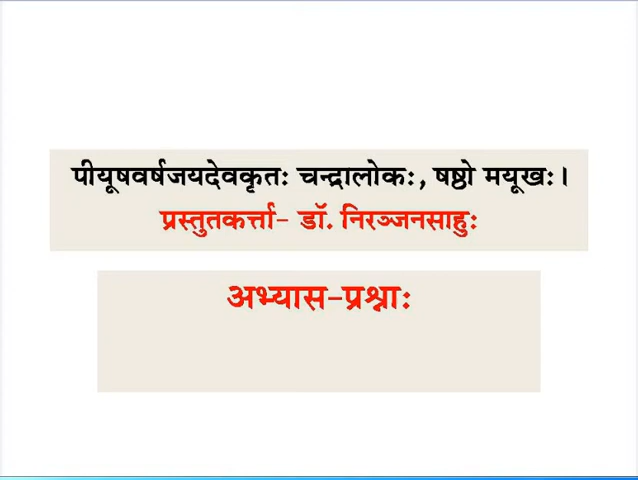 पीयूषवर्षजयदेवकृतः चन्द्रालोकः, षष्ठो मयूखः।
प्रस्तुतकर्त्ता- डॉ. निरञ्जनसाहुः
अभ्यास-प्रश्नाः